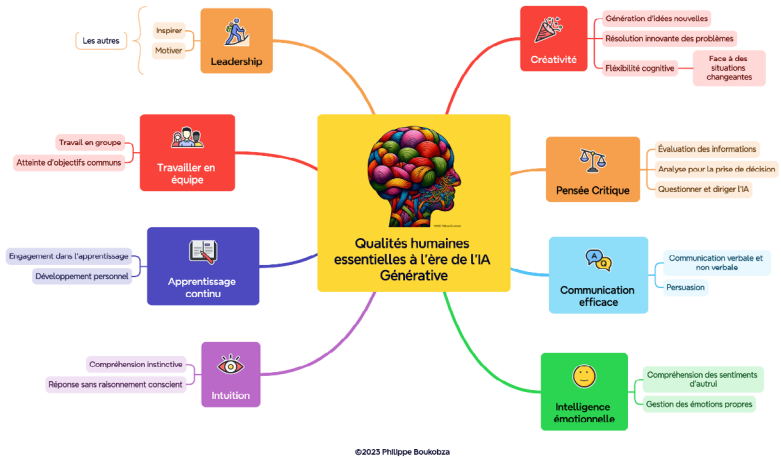 Qualités humaines
essentielles à l'ère de l'IA
Générative
Créativité
Génération d'idées nouvelles
Résolution innovante des problèmes
Fléxibilité cognitive
Face à des
situations
changeantes
Pensée Critique
Évaluation des informations
Analyse pour la prise de décision
Questionner et diriger l'IA
A
Q
Communication
efficace
Communication verbale et
non verbale
Persuasion
Intelligence
émotionnelle
Compréhension des sentiments
d'autrui
Gestion des émotions propres
Leadership
Inspirer
Motiver
Les autres
Travailler en
équipe
Travail en groupe
Atteinte d'objectifs communs
Apprentissage
continu
Engagement dans l'apprentissage
Développement personnel
Intuition
Compréhension instinctive
Réponse sans raisonnement conscient
©2023 Philippe Boukobza